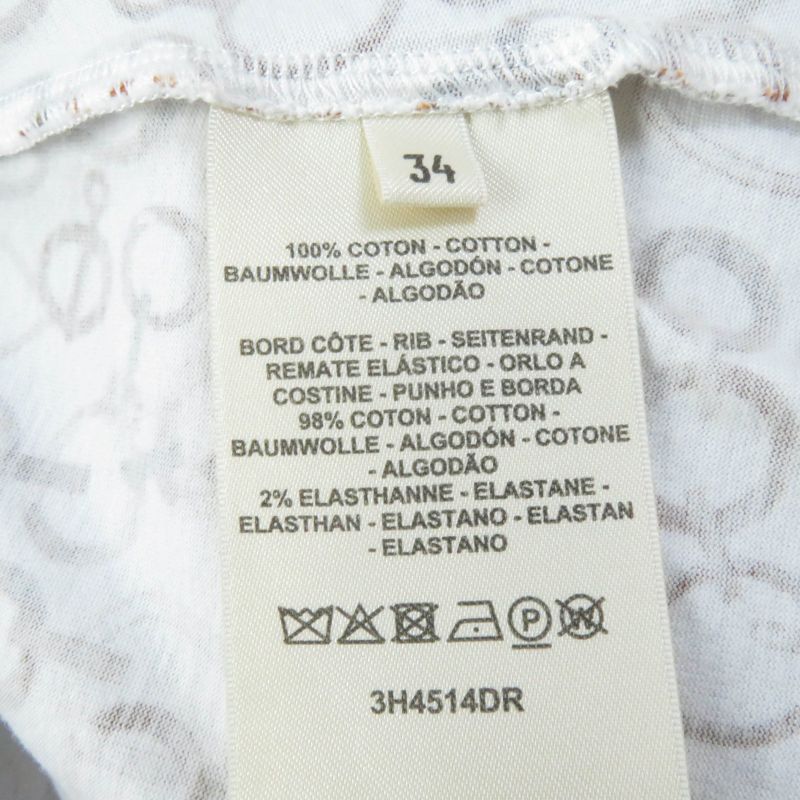 34
100% COTON - COTTON -
BAUMWOLLE - ALGODÓN - COTONE
- ALGODÃO
BORD CÔTE - RIB - SEITENRAND -
REMATE ELÁSTICO - ORLO A
COSTINE - PUNHO E BORDA
98% COTON - COTTON -
BAUMWOLLE - ALGODÓN - COTONE
- ALGODÃO
2% ELASTHANNE - ELASTANE -
ELASTHAN - ELASTANO - ELASTAN
- ELASTANO
P W
3H4514DR